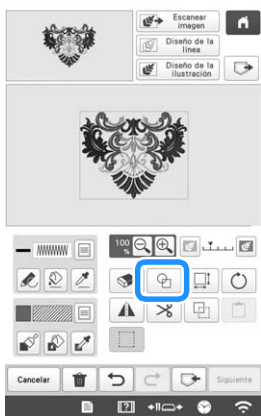 Escanear
imagen
Diseño de la
línea
Diseño de la
ilustración
100
%
Cancelar
Siguiente